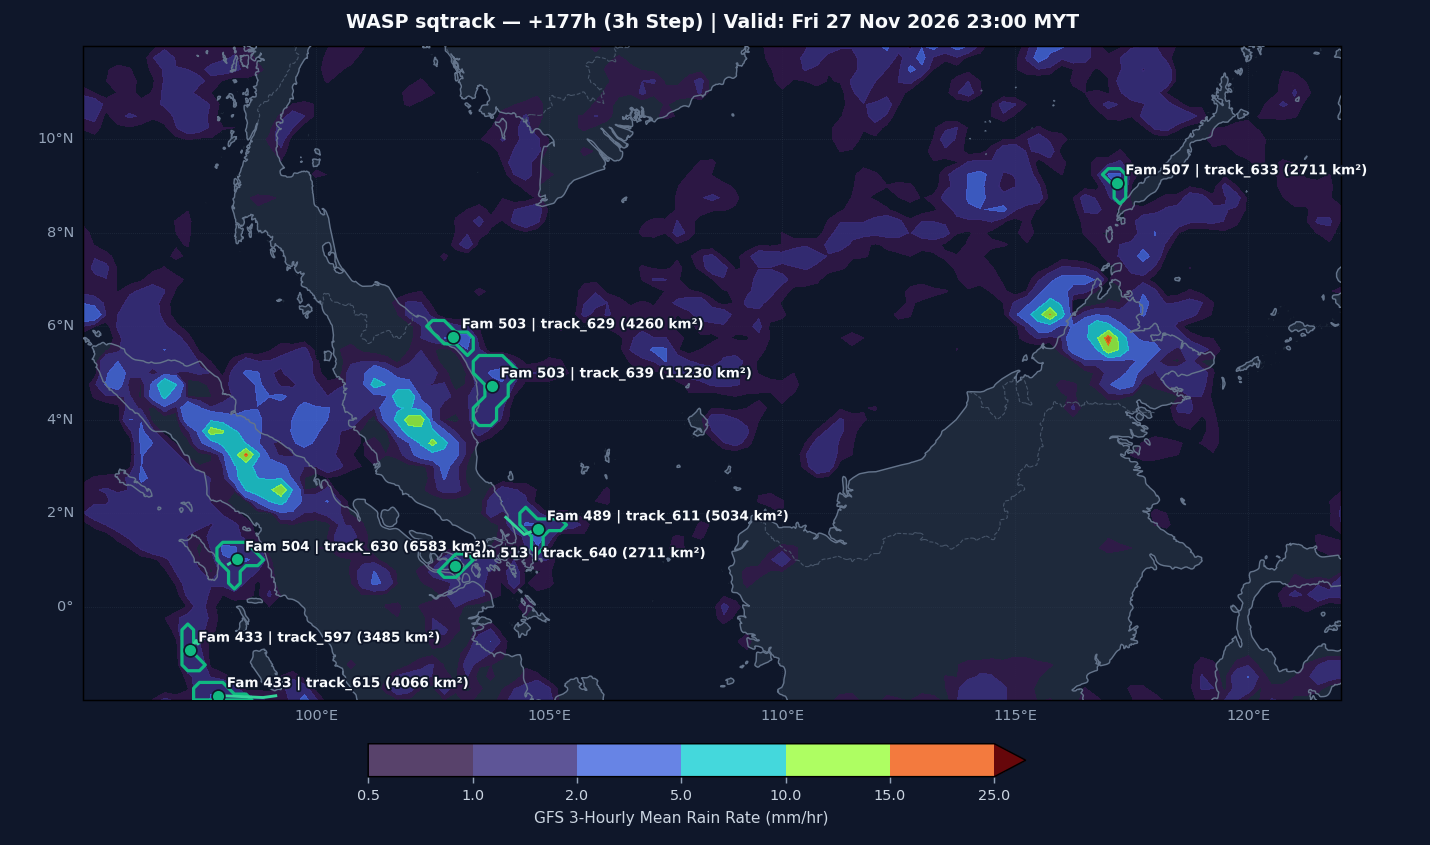 WASP sqtrack — +177h (3h Step) | Valid: Fri 27 Nov 2026 23:00 MYT
10°N
Fam 507 | track_633 (2711 km²)
8°N
6°N
Fam 503 | track_629 (4260 km²)
Fam 503 | track_639 (11230 km²)
4°N
2°N
Fam 489 | track_611 (5034 km²)
Fam 504 | track_630 (6583 km²)
Fam 513 | track_640 (2711 km²)
0°
Fam 433 | track_597 (3485 km²)
Fam 433 | track_615 (4066 km²)
100°E 105°E 110°E 115°E 120°E
0.5 1.0 2.0 5.0 10.0 15.0 25.0
GFS 3-Hourly Mean Rain Rate (mm/hr)